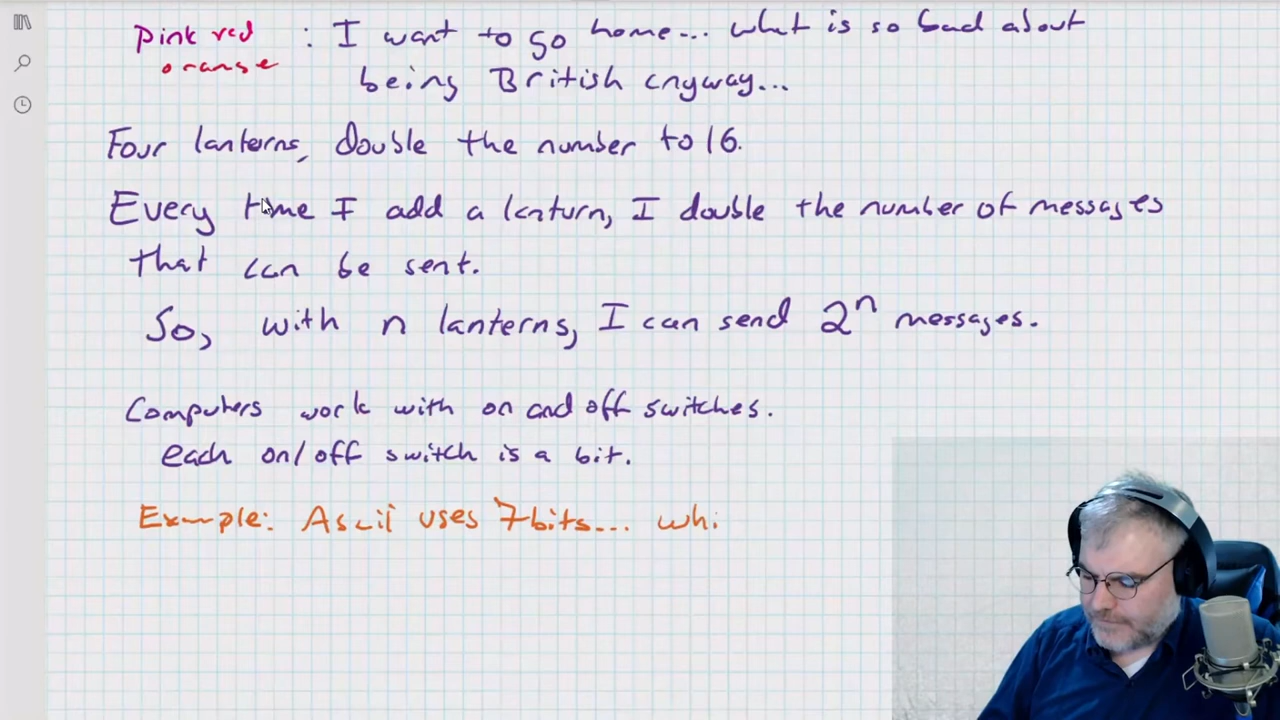 pink red : I want to go home... what is so bad about
orange being British anyway...
Four lanterns, double the number to 16.
Every time I add a lanturn, I double the number of messages
that can be sent.
So, with n lanterns, I can send 2ⁿ messages.
Computers work with on and off switches.
each on/off switch is a bit.
Example: Ascii uses 7bits... whi